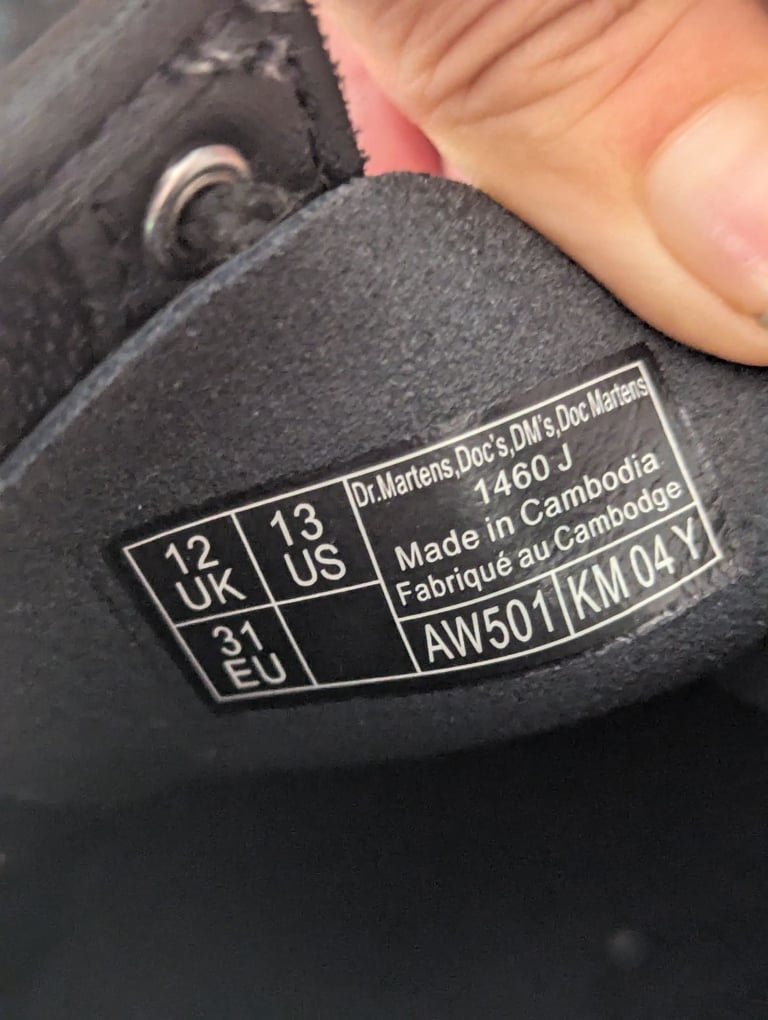 12
UK
13
US
31
EU
Dr.Martens,Doc's,DM's,Doc Martens
1460 J
Made in Cambodia
Fabriqué au Cambodge
AW501
KM 04 Y